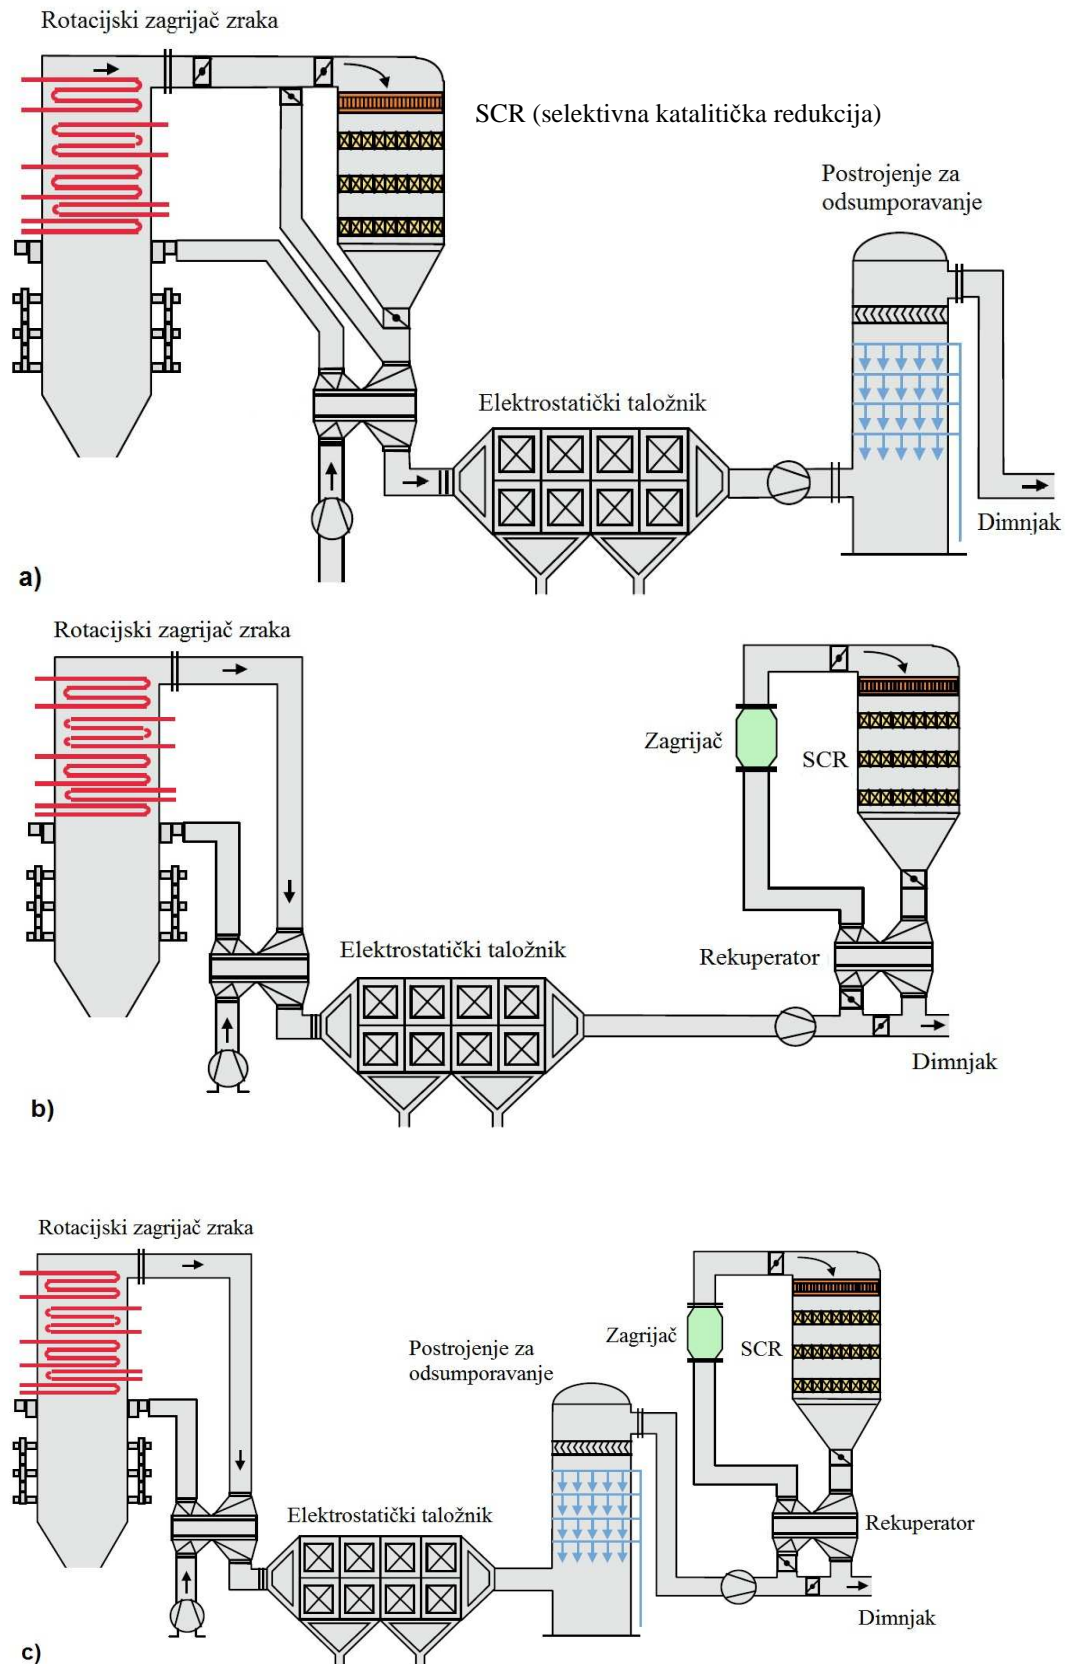 Rotacijski zagrijač zraka
SCR (selektivna katalitička redukcija)
Postrojenje za
odsumporavanje
Elektrostatički taložnik
Dimnjak
a)
Rotacijski zagrijač zraka
Zagrijač
SCR
Elektrostatički taložnik
Rekuperator
Dimnjak
b)
Rotacijski zagrijač zraka
Zagrijač
SCR
Postrojenje za
odsumporavanje
Elektrostatički taložnik
Rekuperator
Dimnjak
c)